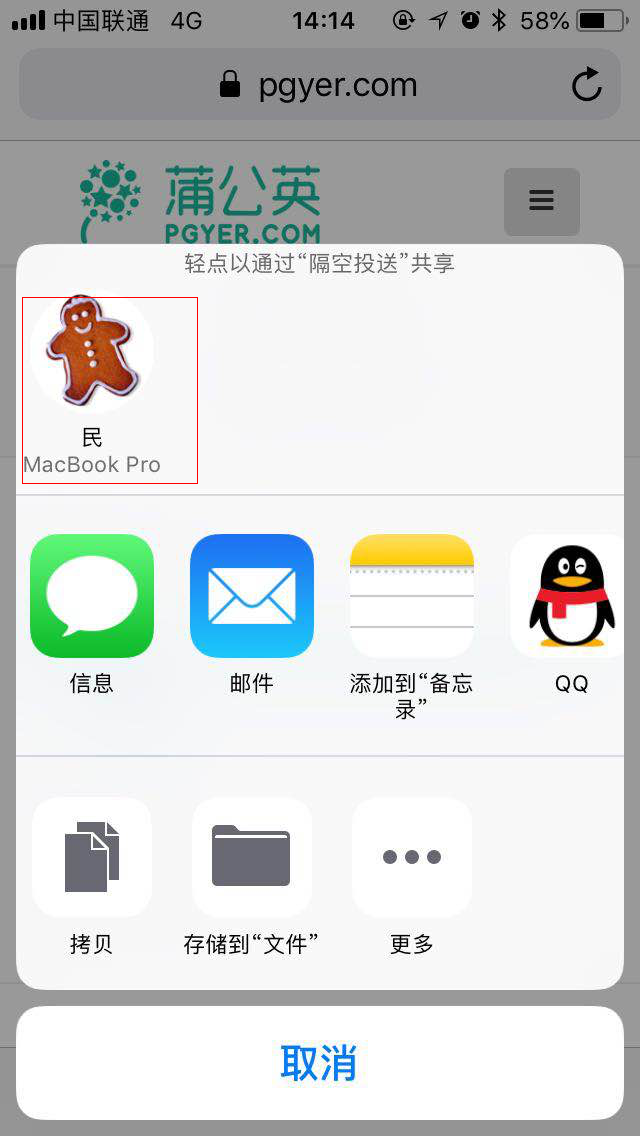 中国联通 4G 14:14 58%
pgyer.com
蒲公英
PGYER.COM
轻点以通过“隔空投送”共享
民
MacBook Pro
信息
邮件
添加到“备忘
录”
QQ
拷贝
存储到“文件”
更多
取消